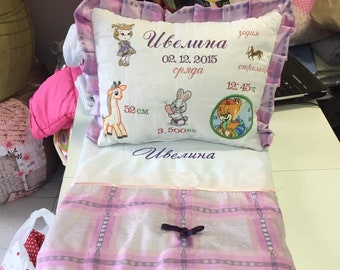 Ивелина
зодия
02.12.2015
сряда
стрелец
12:45ч
52см
3.500кг
Ивелина